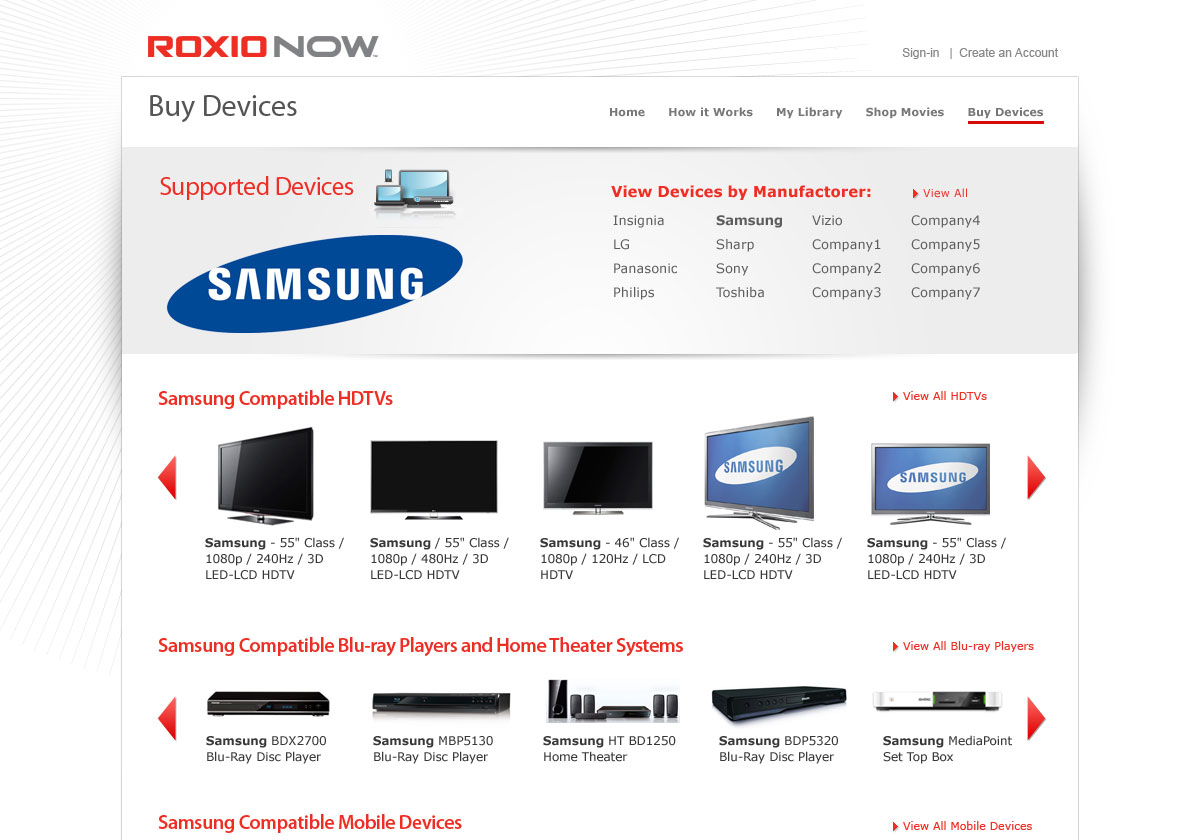 ROXIO NOW™
Sign-in | Create an Account
Buy Devices
Home How it Works My Library Shop Movies Buy Devices
Supported Devices
SAMSUNG
View Devices by Manufactorer: View All
Insignia Samsung Vizio Company4
LG Sharp Company1 Company5
Panasonic Sony Company2 Company6
Philips Toshiba Company3 Company7
Samsung Compatible HDTVs
View All HDTVs
SAMSUNG
SAMSUNG
Samsung - 55" Class /
1080p / 240Hz / 3D
LED-LCD HDTV
Samsung / 55" Class /
1080p / 480Hz / 3D
LED-LCD HDTV
Samsung - 46" Class /
1080p / 120Hz / LCD
HDTV
Samsung - 55" Class /
1080p / 240Hz / 3D
LED-LCD HDTV
Samsung - 55" Class /
1080p / 240Hz / 3D
LED-LCD HDTV
Samsung Compatible Blu-ray Players and Home Theater Systems
View All Blu-ray Players
Samsung BDX2700
Blu-Ray Disc Player
Samsung MBP5130
Blu-Ray Disc Player
Samsung HT BD1250
Home Theater
Samsung BDP5320
Blu-Ray Disc Player
Samsung MediaPoint
Set Top Box
Samsung Compatible Mobile Devices
View All Mobile Devices